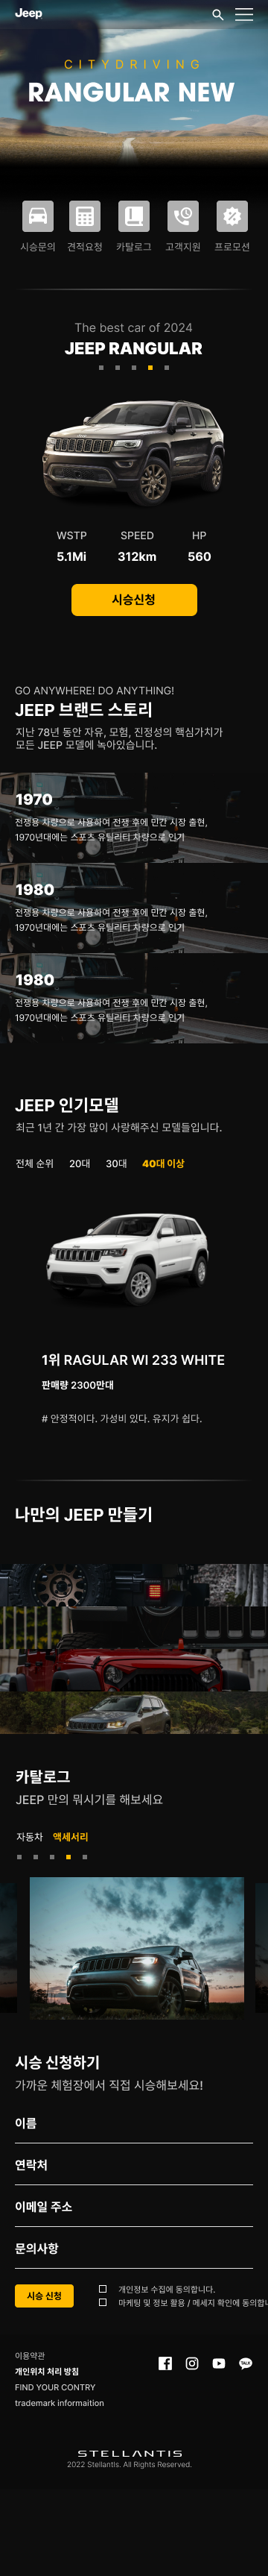 Jeep
CITYDRIVING
RANGULAR NEW
시승문의 견적요청 카탈로그 고객지원 프로모션
The best car of 2024
JEEP RANGULAR
WSTP SPEED HP
5.1Mi 312km 560
시승신청
GO ANYWHERE! DO ANYTHING!
JEEP 브랜드 스토리
지난 78년 동안 자유, 모험, 진정성의 핵심가치가
모든 JEEP 모델에 녹아있습니다.
1970
전정용 차량으로 사용하여 전쟁 후에 민간 시장 출현,
1970년대에는 스포츠 유틸리티 차량으로 인기
1980
전정용 차량으로 사용하여 전쟁 후에 민간 시장 출현,
1970년대에는 스포츠 유틸리티 차량으로 인기
1980
전정용 차량으로 사용하여 전쟁 후에 민간 시장 출현,
1970년대에는 스포츠 유틸리티 차량으로 인기
JEEP 인기모델
최근 1년 간 가장 많이 사랑해주신 모델들입니다.
전체 순위 20대 30대 40대 이상
1위 RAGULAR WI 233 WHITE
판매량 2300만대
# 안정적이다. 가성비 있다. 유지가 쉽다.
나만의 JEEP 만들기
카탈로그
JEEP 만의 뭐시기를 해보세요
자동차 액세서리
시승 신청하기
가까운 체험장에서 직접 시승해보세요!
이름
연락처
이메일 주소
문의사항
시승 신청
개인정보 수집에 동의합니다.
마케팅 및 정보 활용 / 메세지 확인에 동의합니
이용약관
개인위치 처리 방침
FIND YOUR CONTRY
trademark informaition
TALK
STELLANTIS
2022 Stellantis. All Rights Reserved.